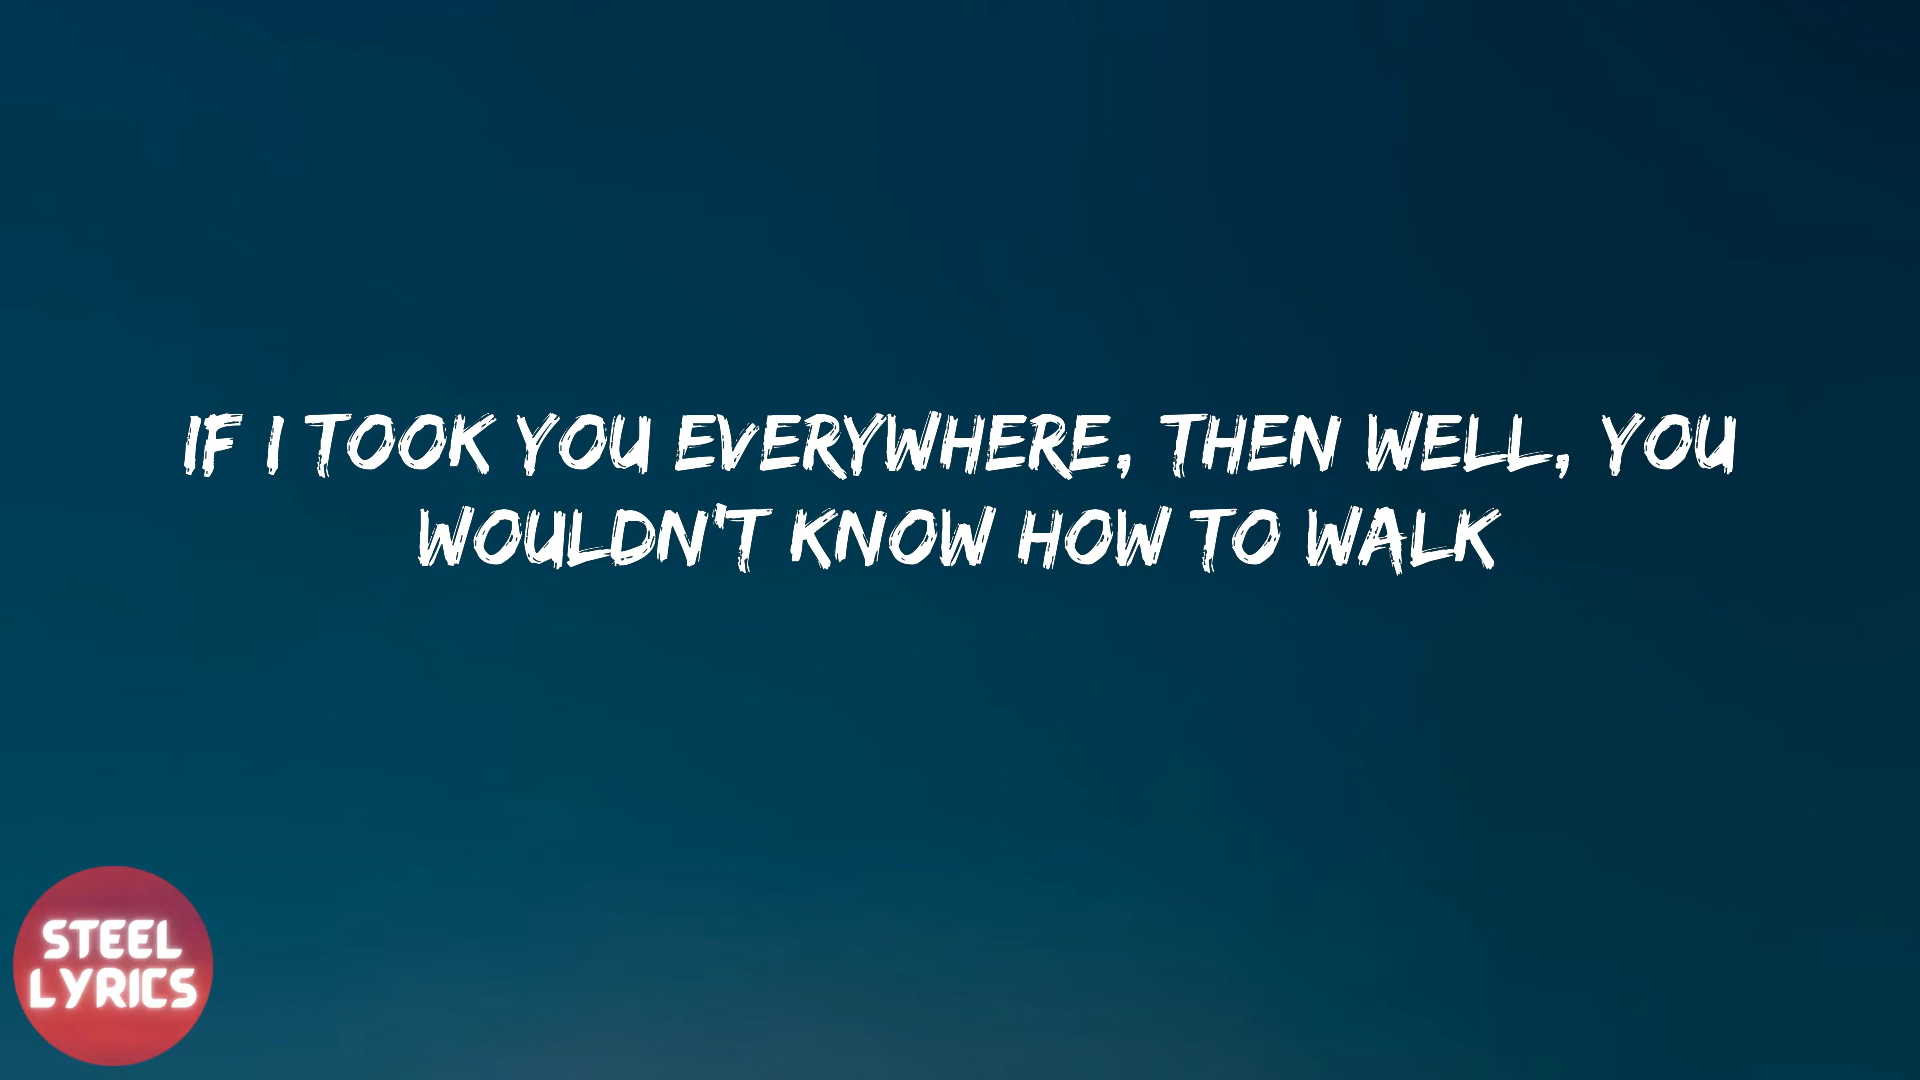 IF I TOOK YOU EVERYWHERE, THEN WELL, YOU
WOULDN'T KNOW HOW TO WALK
STEEL
LYRICS